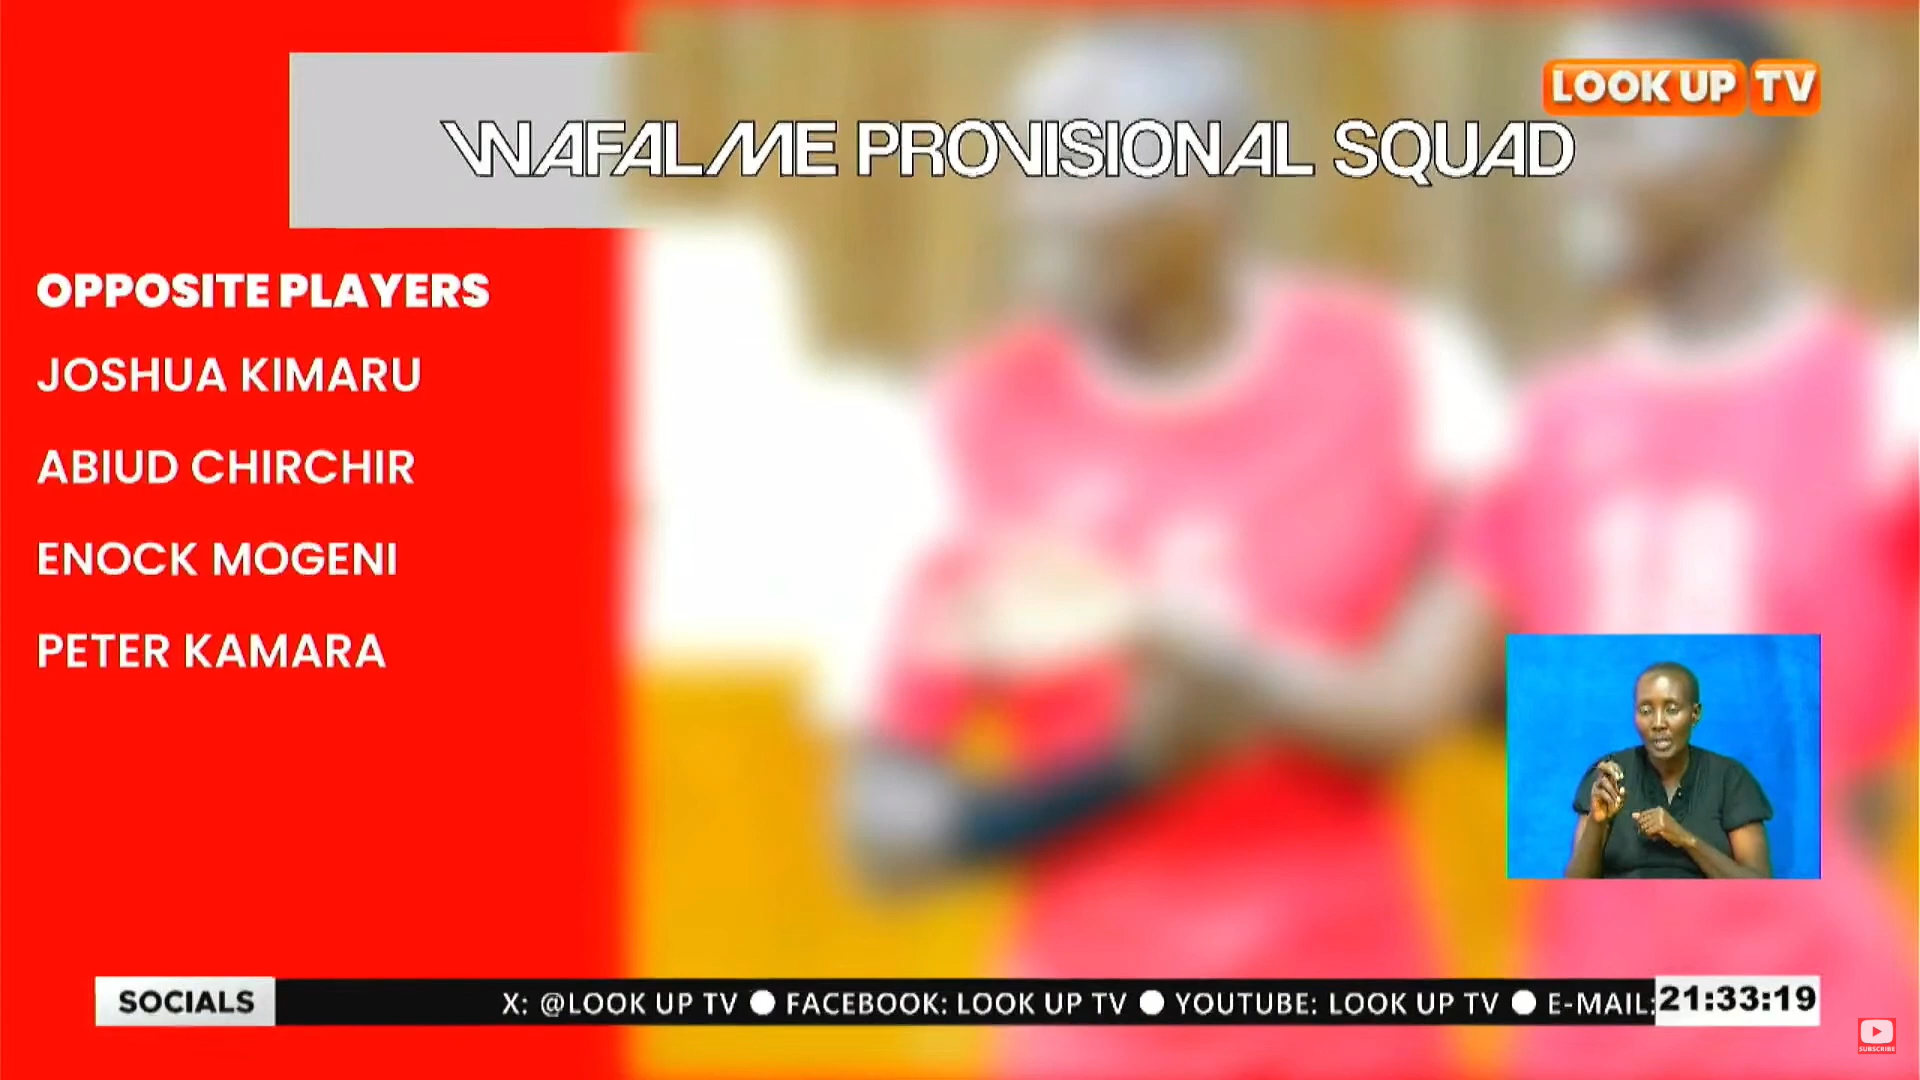 LOOK UP TV
WAFALME PROVISIONAL SQUAD
OPPOSITE PLAYERS
JOSHUA KIMARU
ABIUD CHIRCHIR
ENOCK MOGENI
PETER KAMARA
SOCIALS
X: @LOOK UP TV ● FACEBOOK: LOOK UP TV ● YOUTUBE: LOOK UP TV ● E-MAIL:
21:33:19
SUBSCRIBE